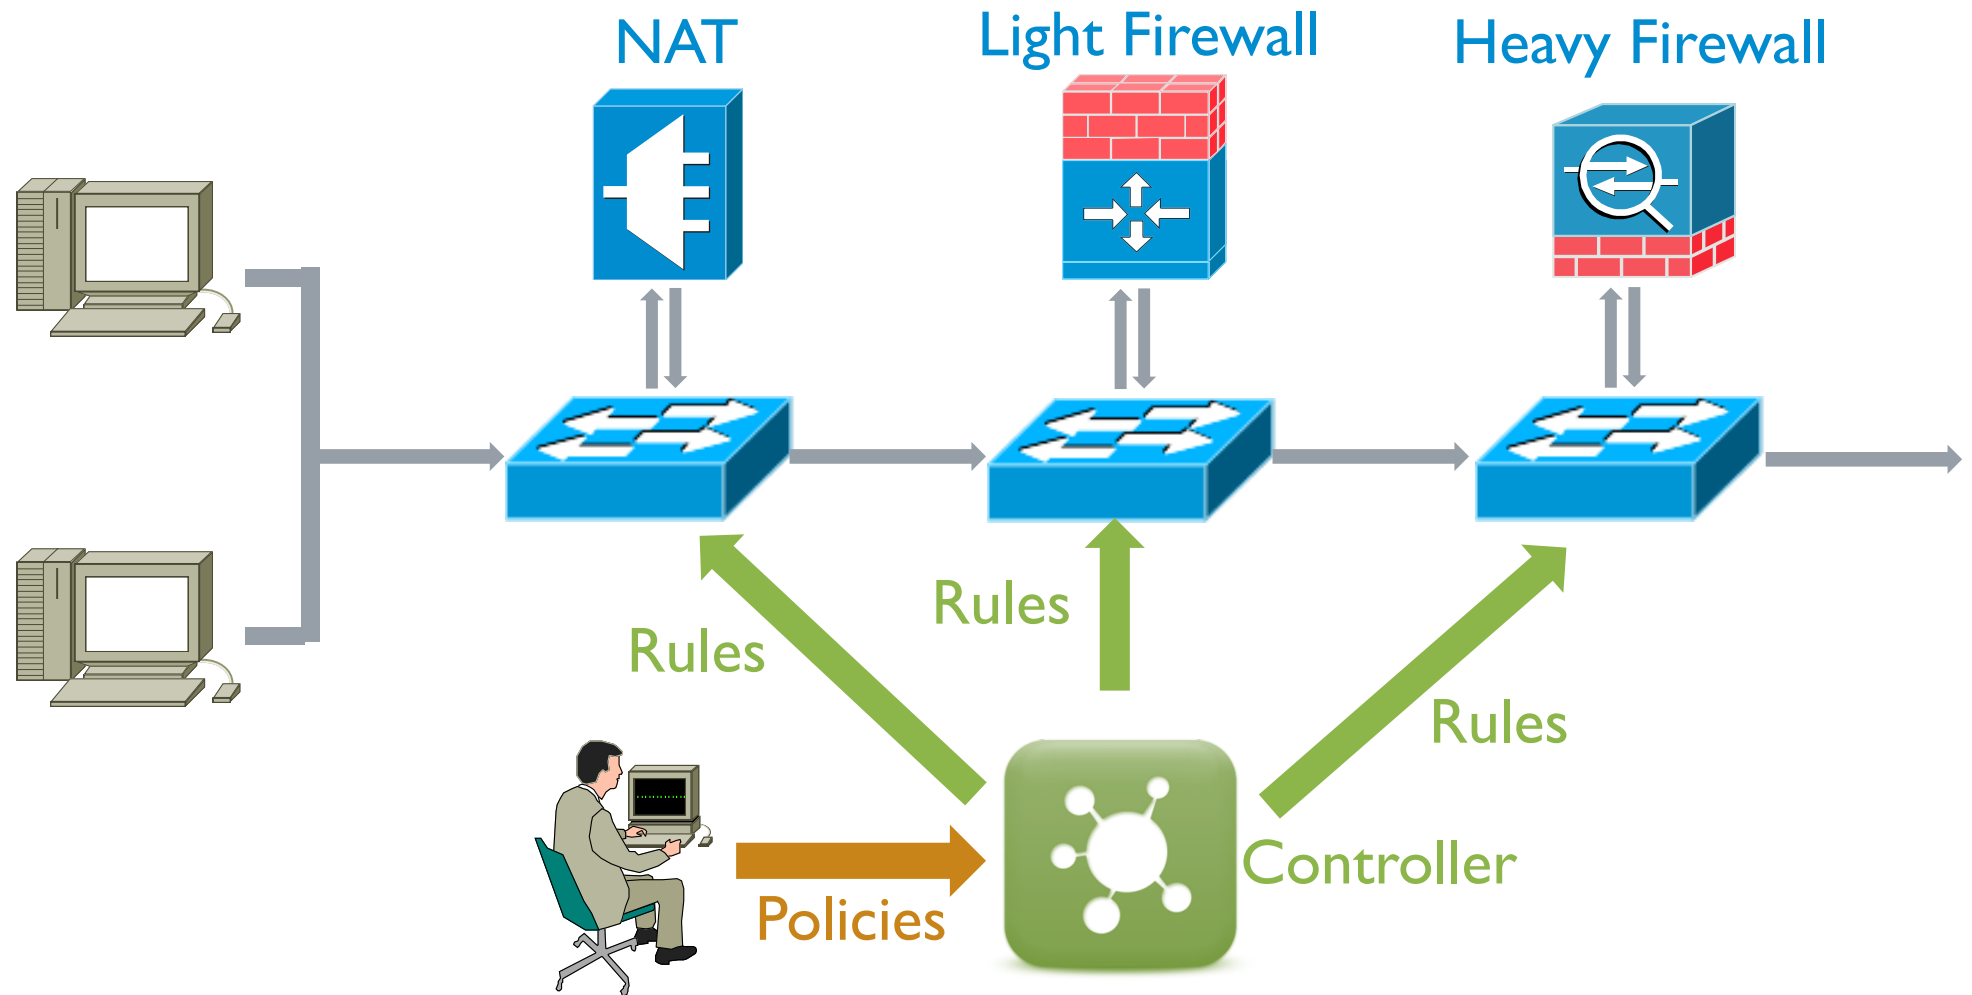 NAT
Light Firewall
Heavy Firewall
Rules
Rules
Rules
Controller
Policies